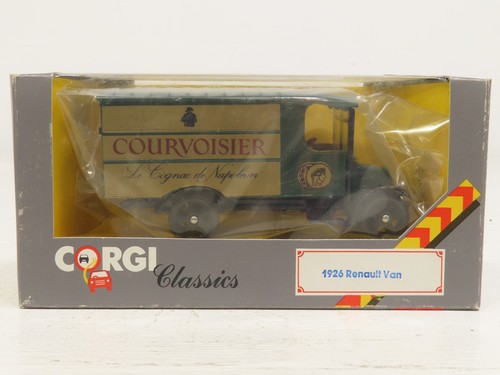 COURVOISIER
Le Cognac de Napoléon
CORGI
Classics
1926 Renault Van